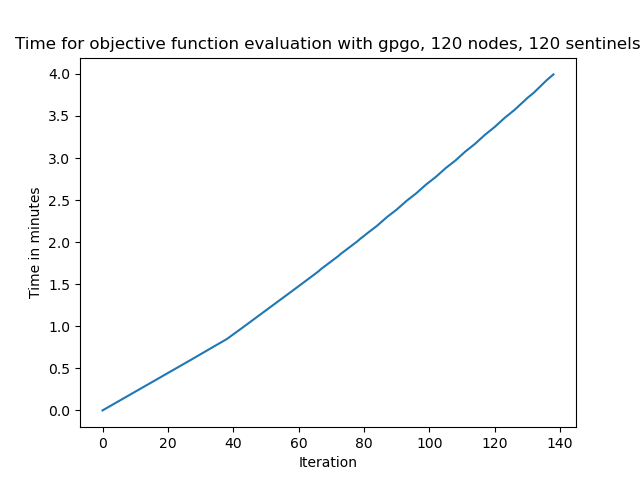 Time for objective function evaluation with gpgo, 120 nodes, 120 sentinels
4.0
3.5
3.0
2.5
2.0
1.5
1.0
0.5
0.0
Time in minutes
0 20 40 60 80 100 120 140
Iteration